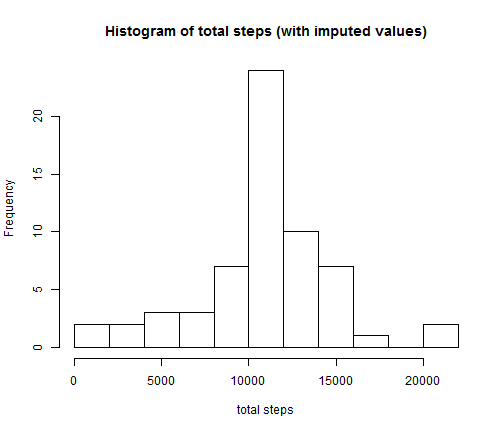 Histogram of total steps (with imputed values)
Frequency
20
15
10
5
0
0 5000 10000 15000 20000
total steps